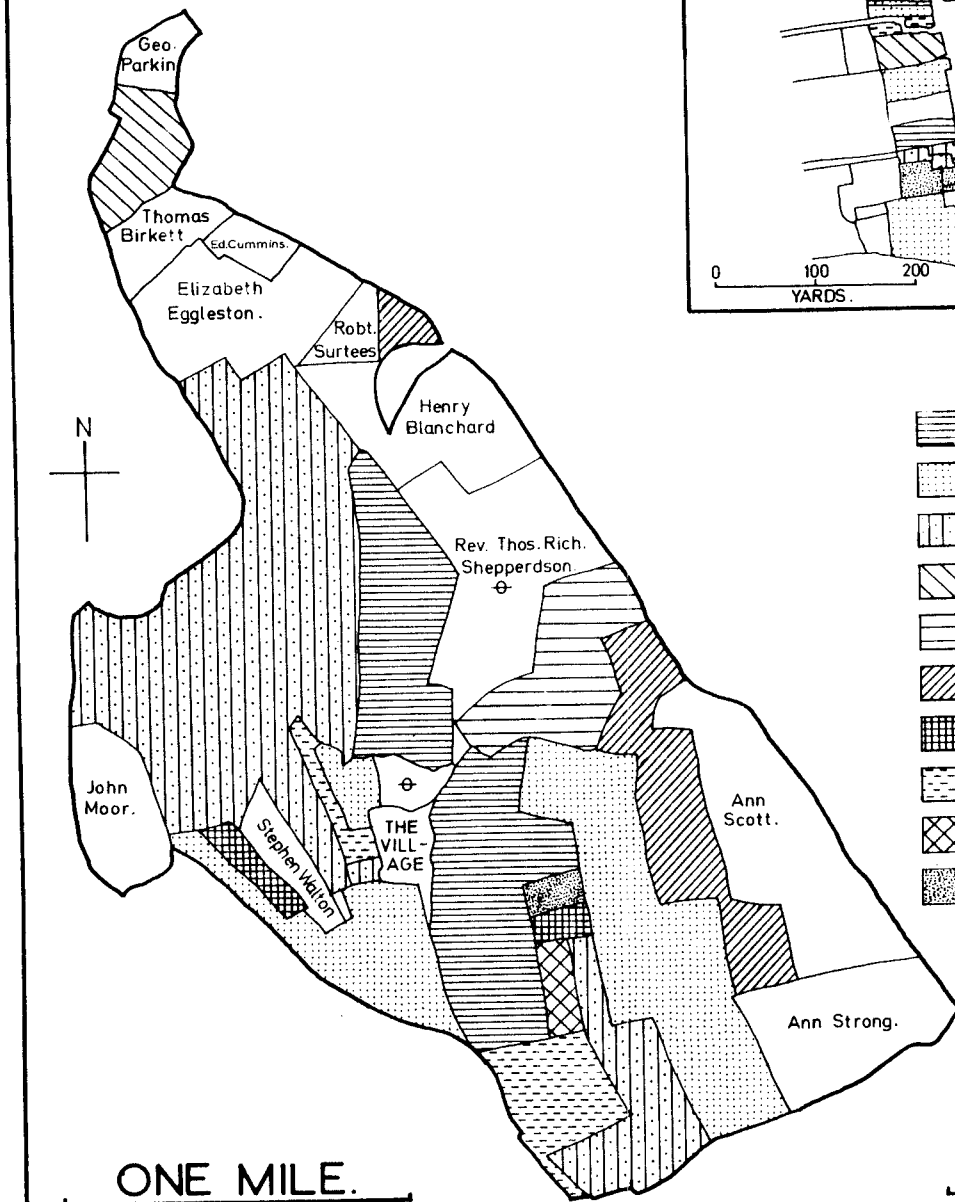 Geo.
Parkin
Thomas
Birkett
Ed.Cummins.
Elizabeth
Eggleston.
Robt.
Surtees
Henry
Blanchard
0 100 200
YARDS.
N
Rev. Thos. Rich.
Shepperdson.
John
Moor.
Stephen Walton
THE
VILL-
AGE
Ann
Scott.
Ann Strong.
ONE MILE.